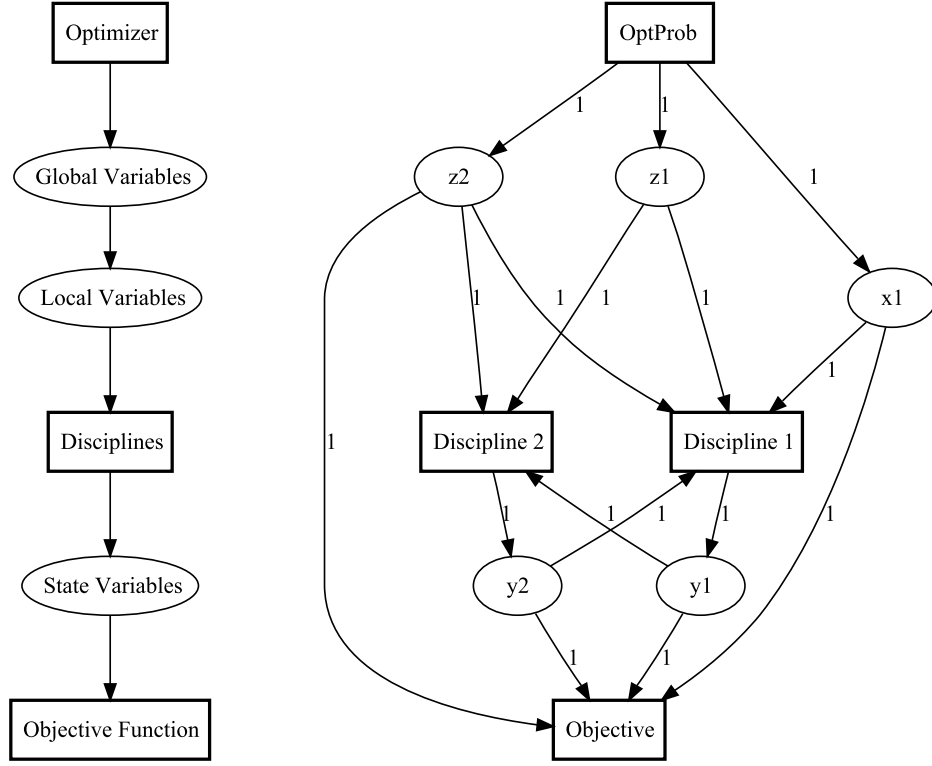 Optimizer
OptProb
1
1
Global Variables
z2
z1
1
Local Variables
1
1
1
1
x1
1
Disciplines
1
Discipline 2
Discipline 1
1
1
1
1
1
State Variables
y2
y1
1
1
Objective Function
Objective